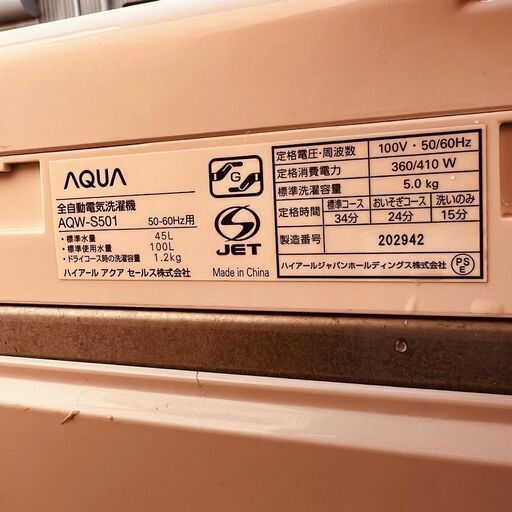 AQUA
全自動電気洗濯機
AQW-S501 50-60Hz用
・標準水量 45L
・標準使用水量 100L
・ドライコース時の洗濯容量 1.2kg
ハイアール アクア セールス株式会社
G
S
JET
Made in China
定格電圧・周波数 100V・50/60Hz
定格消費電力 360/410 W
標準洗濯容量 5.0 kg
定格時間 標準コース おいそぎコース 洗いのみ
34分 24分 15分
製造番号 202942
ハイアールジャパンホールディングス株式会社
PS
E